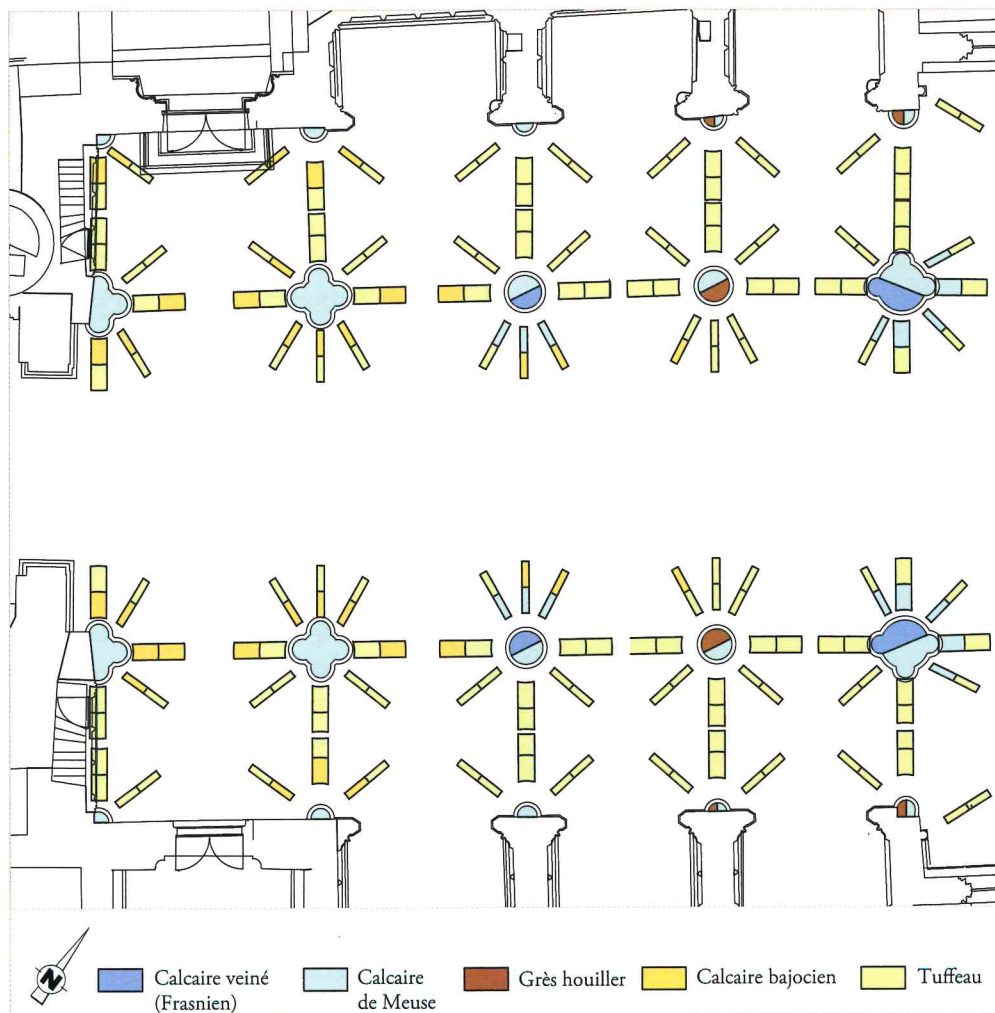 N
Calcaire veiné
(Frasnien)
Calcaire
de Meuse
Grès houiller
Calcaire bajocien
Tuffeau